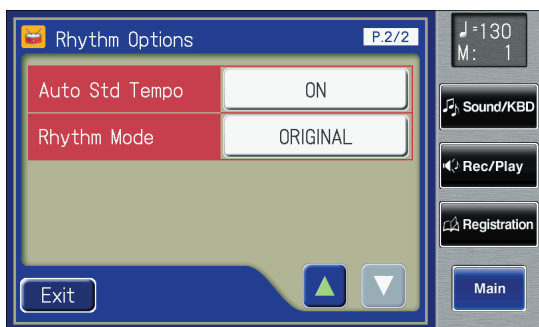 Rhythm Options
P.2/2
Auto Std Tempo
ON
Rhythm Mode
ORIGINAL
Exit
♩=130
M: 1
Sound/KBD
Rec/Play
Registration
Main